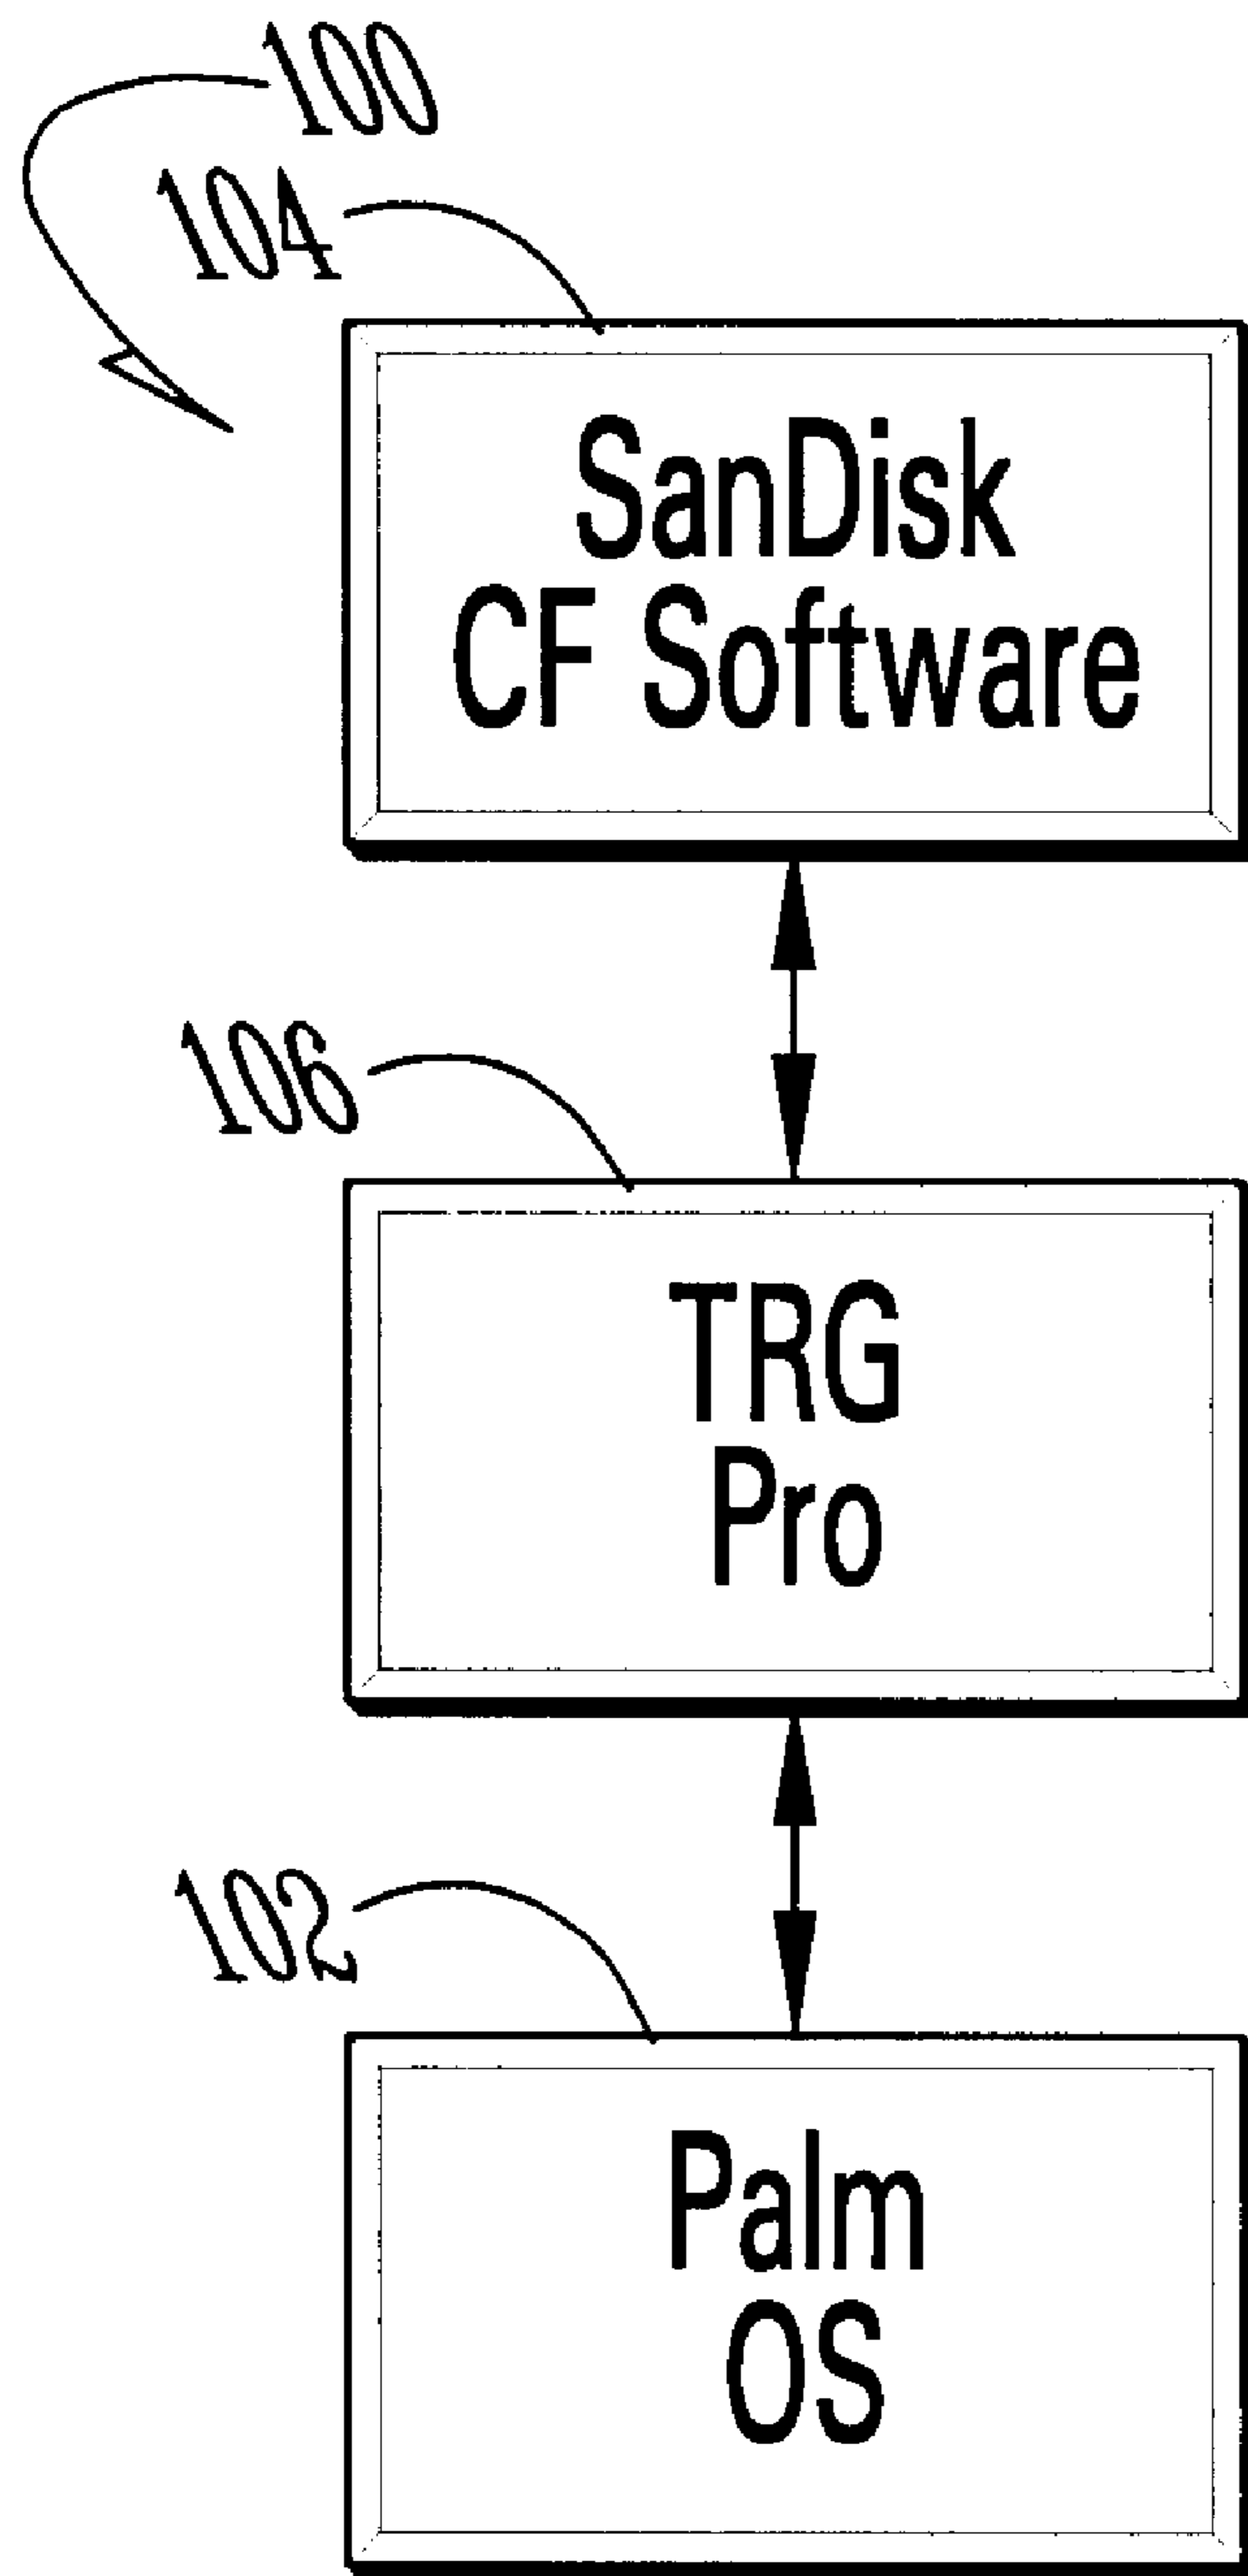 100
104
SanDisk
CF Software
106
TRG
Pro
102
Palm
OS